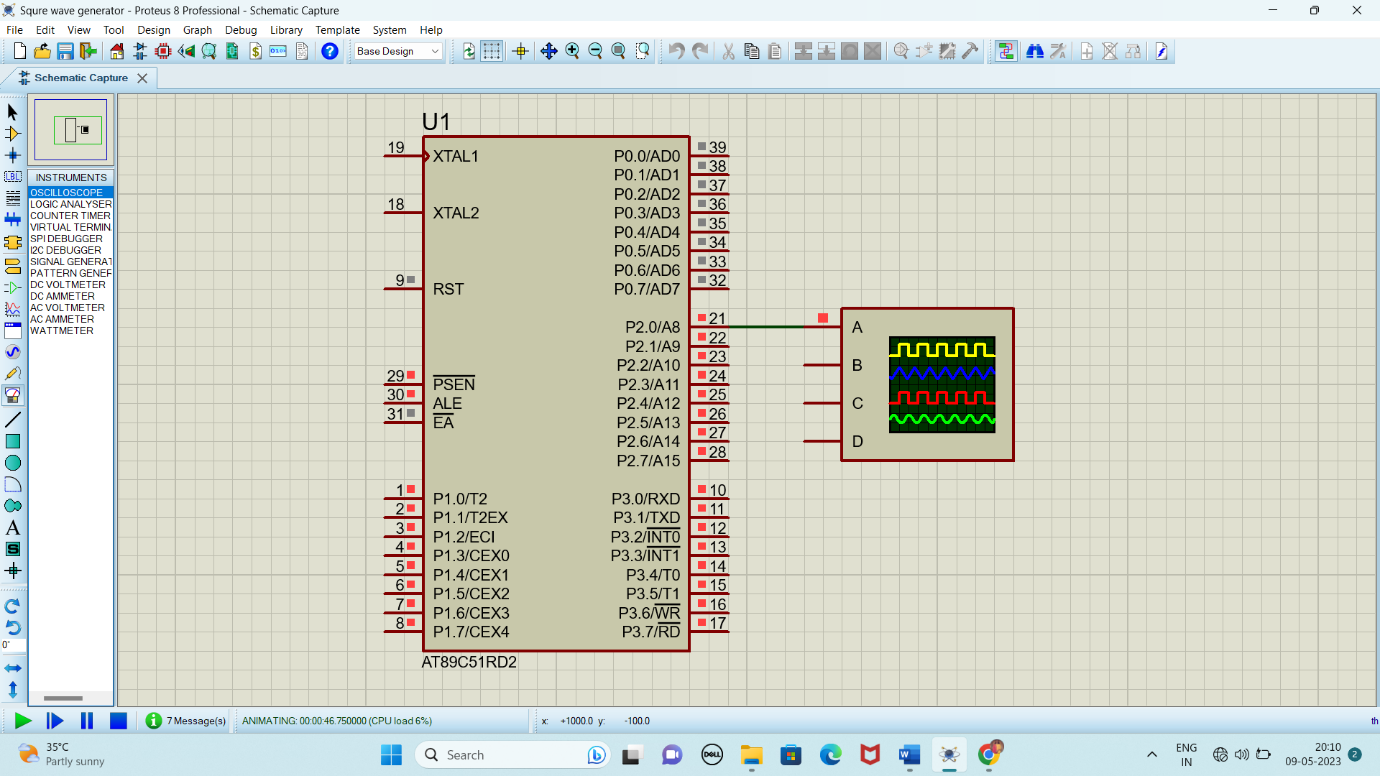 Squre wave generator - Proteus 8 Professional - Schematic Capture
File Edit View Tool Design Graph Debug Library Template System Help
Base Design
Schematic Capture
INSTRUMENTS
OSCILLOSCOPE
LOGIC ANALYSER
COUNTER TIMER
VIRTUAL TERMIN
SPI DEBUGGER
I2C DEBUGGER
SIGNAL GENERAT
PATTERN GENEF
DC VOLTMETER
DC AMMETER
AC VOLTMETER
AC AMMETER
WATTMETER
LBL
A
S
0°
U1
19 XTAL1 P0.0/AD0 39
P0.1/AD1 38
P0.2/AD2 37
18 XTAL2 P0.3/AD3 36
P0.4/AD4 35
P0.5/AD5 34
P0.6/AD6 33
9 RST P0.7/AD7 32
P2.0/A8 21
P2.1/A9 22
P2.2/A10 23
29 PSEN P2.3/A11 24
30 ALE P2.4/A12 25
31 EA P2.5/A13 26
P2.6/A14 27
P2.7/A15 28
1 P1.0/T2 P3.0/RXD 10
2 P1.1/T2EX P3.1/TXD 11
3 P1.2/ECI P3.2/INT0 12
4 P1.3/CEX0 P3.3/INT1 13
5 P1.4/CEX1 P3.4/T0 14
6 P1.5/CEX2 P3.5/T1 15
7 P1.6/CEX3 P3.6/WR 16
8 P1.7/CEX4 P3.7/RD 17
AT89C51RD2
A
B
C
D
7 Message(s) ANIMATING: 00:00:46.750000 (CPU load 6%) x: +1000.0 y: -100.0 th
35°C
Partly sunny
Search
DELL
W
ENG
IN
20:10
09-05-2023
2